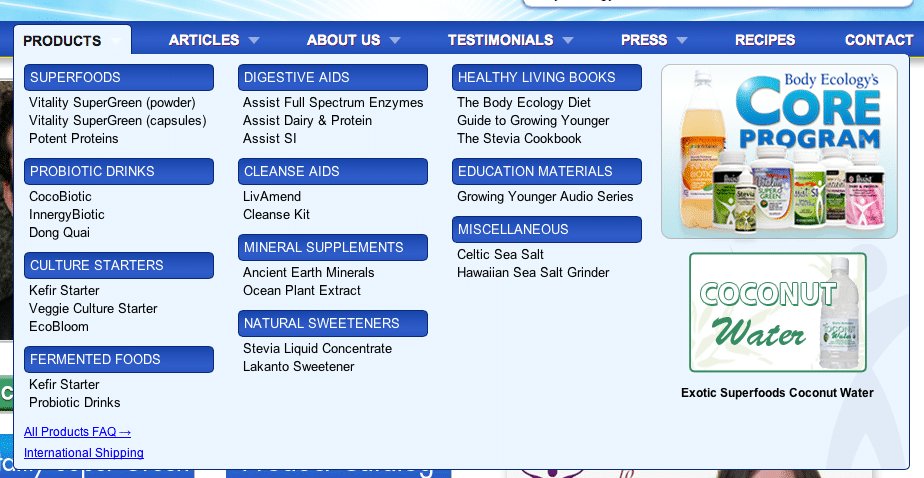 PRODUCTS ARTICLES ABOUT US TESTIMONIALS PRESS RECIPES CONTACT
SUPERFOODS
Vitality SuperGreen (powder)
Vitality SuperGreen (capsules)
Potent Proteins
PROBIOTIC DRINKS
CocoBiotic
InnergyBiotic
Dong Quai
CULTURE STARTERS
Kefir Starter
Veggie Culture Starter
EcoBloom
FERMENTED FOODS
Kefir Starter
Probiotic Drinks
All Products FAQ →
International Shipping
DIGESTIVE AIDS
Assist Full Spectrum Enzymes
Assist Dairy & Protein
Assist SI
CLEANSE AIDS
LivAmend
Cleanse Kit
MINERAL SUPPLEMENTS
Ancient Earth Minerals
Ocean Plant Extract
NATURAL SWEETENERS
Stevia Liquid Concentrate
Lakanto Sweetener
HEALTHY LIVING BOOKS
The Body Ecology Diet
Guide to Growing Younger
The Stevia Cookbook
EDUCATION MATERIALS
Growing Younger Audio Series
MISCELLANEOUS
Celtic Sea Salt
Hawaiian Sea Salt Grinder
Body Ecology's
CORE
PROGRAM
COCONUT
Water
Exotic Superfoods Coconut Water